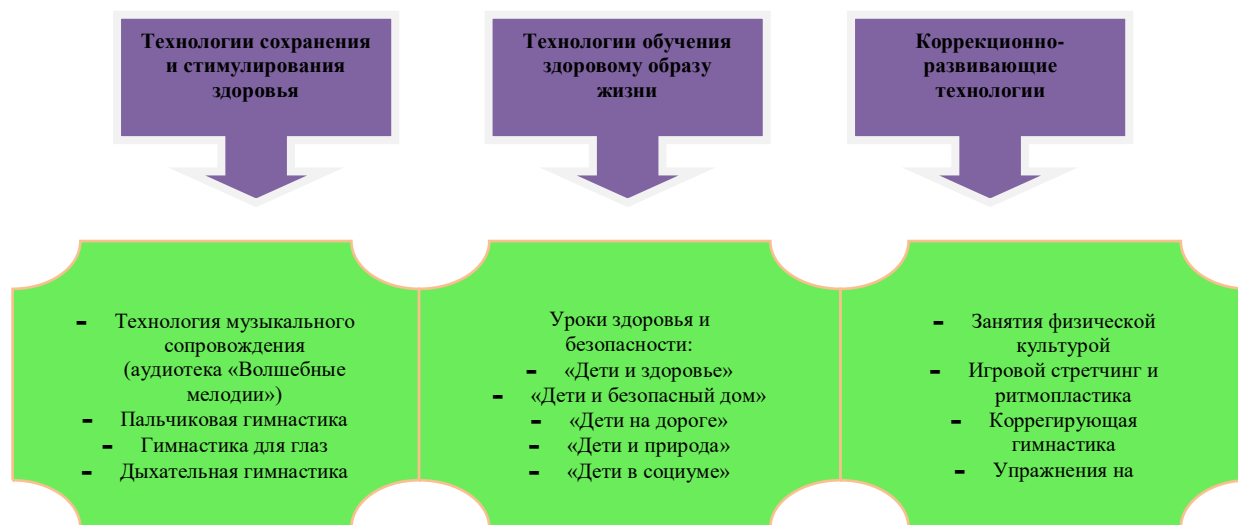 Технологии сохранения
и стимулирования
здоровья
Технологии обучения
здоровому образу
жизни
Коррекционно-
развивающие
технологии
- Технология музыкального
сопровождения
(аудиотека «Волшебные
мелодии»)
- Пальчиковая гимнастика
- Гимнастика для глаз
- Дыхательная гимнастика
Уроки здоровья и
безопасности:
- «Дети и здоровье»
- «Дети и безопасный дом»
- «Дети на дороге»
- «Дети и природа»
- «Дети в социуме»
- Занятия физической
культурой
- Игровой стретчинг и
ритмопластика
- Коррегирующая
гимнастика
- Упражнения на